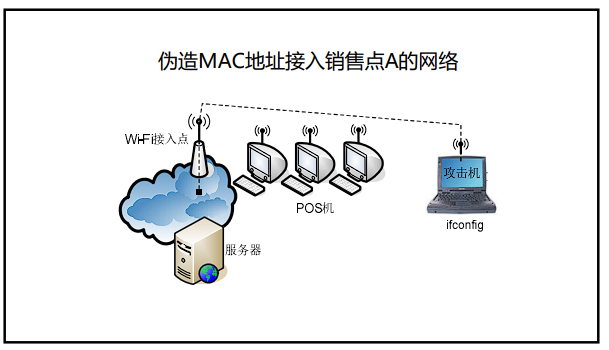 伪造MAC地址接入销售点A的网络
Wi-Fi接入点
攻击机
POS机
ifconfig
服务器